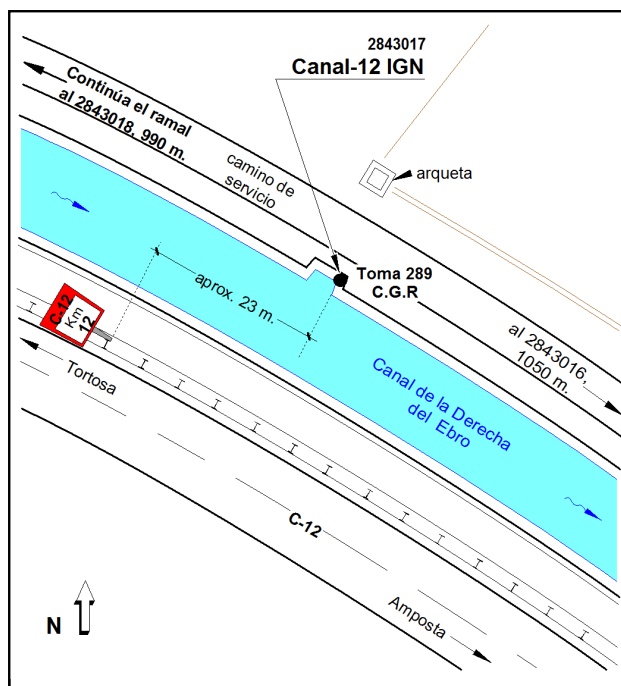 2843017
Canal-12 IGN
Continúa el ramal
al 2843018, 990 m.
camino de
servicio
arqueta
Toma 289
C.G.R
aprox. 23 m.
C-12
Km
12
al 2843016,
1050 m.
Tortosa
Canal de la Derecha
del Ebro
C-12
Amposta
N